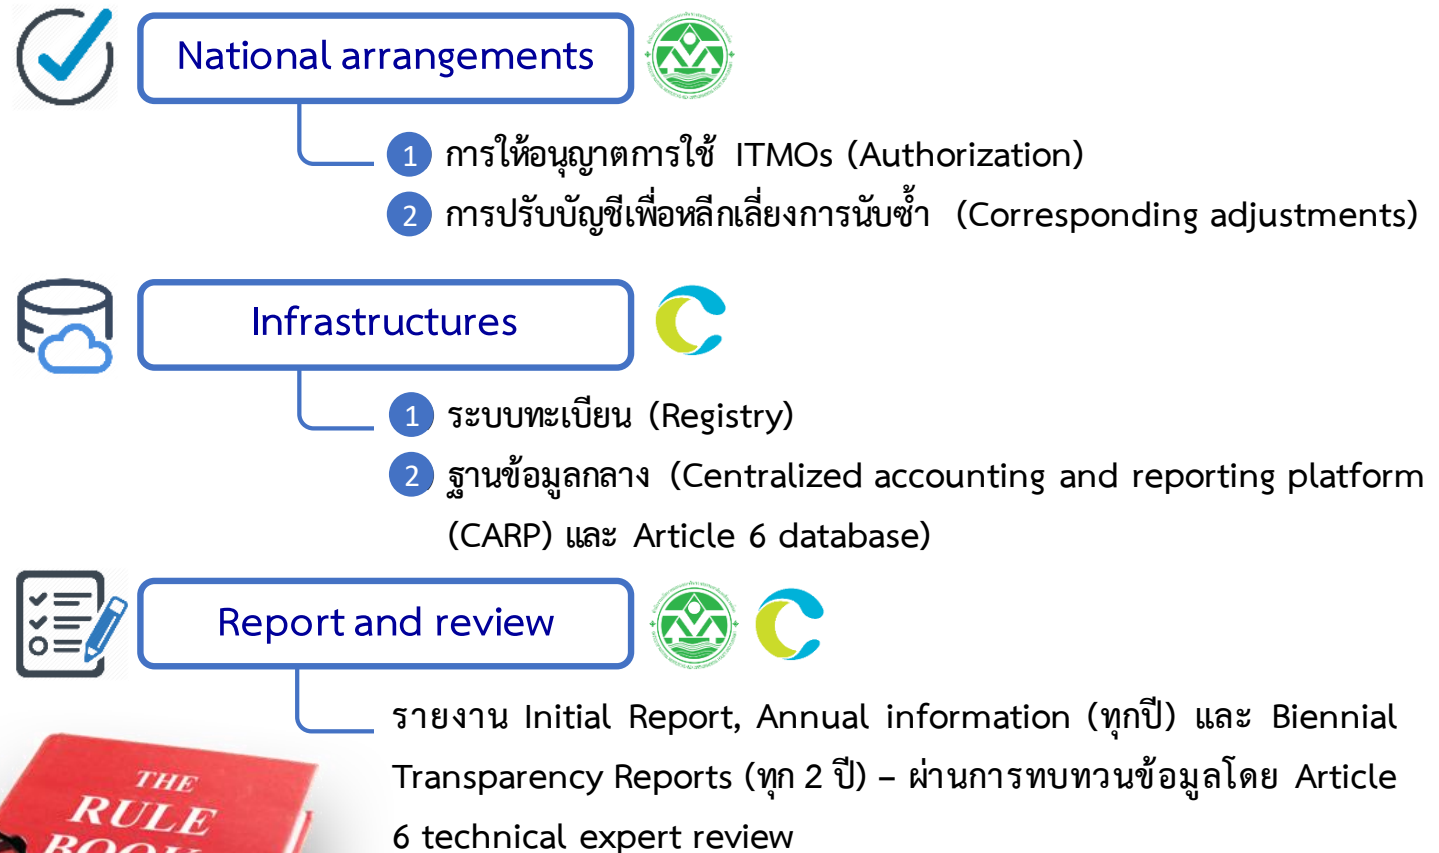 National arrangements
1 การให้อนุญาตการใช้ ITMOs (Authorization)
2 การปรับบัญชีเพื่อหลีกเลี่ยงการนับซ้ำ (Corresponding adjustments)
Infrastructures
1 ระบบทะเบียน (Registry)
2 ฐานข้อมูลกลาง (Centralized accounting and reporting platform
(CARP) และ Article 6 database)
Report and review
รายงาน Initial Report, Annual information (ทุกปี) และ Biennial
Transparency Reports (ทุก 2 ปี) – ผ่านการทบทวนข้อมูลโดย Article
6 technical expert review
THE
RULE
BOOK